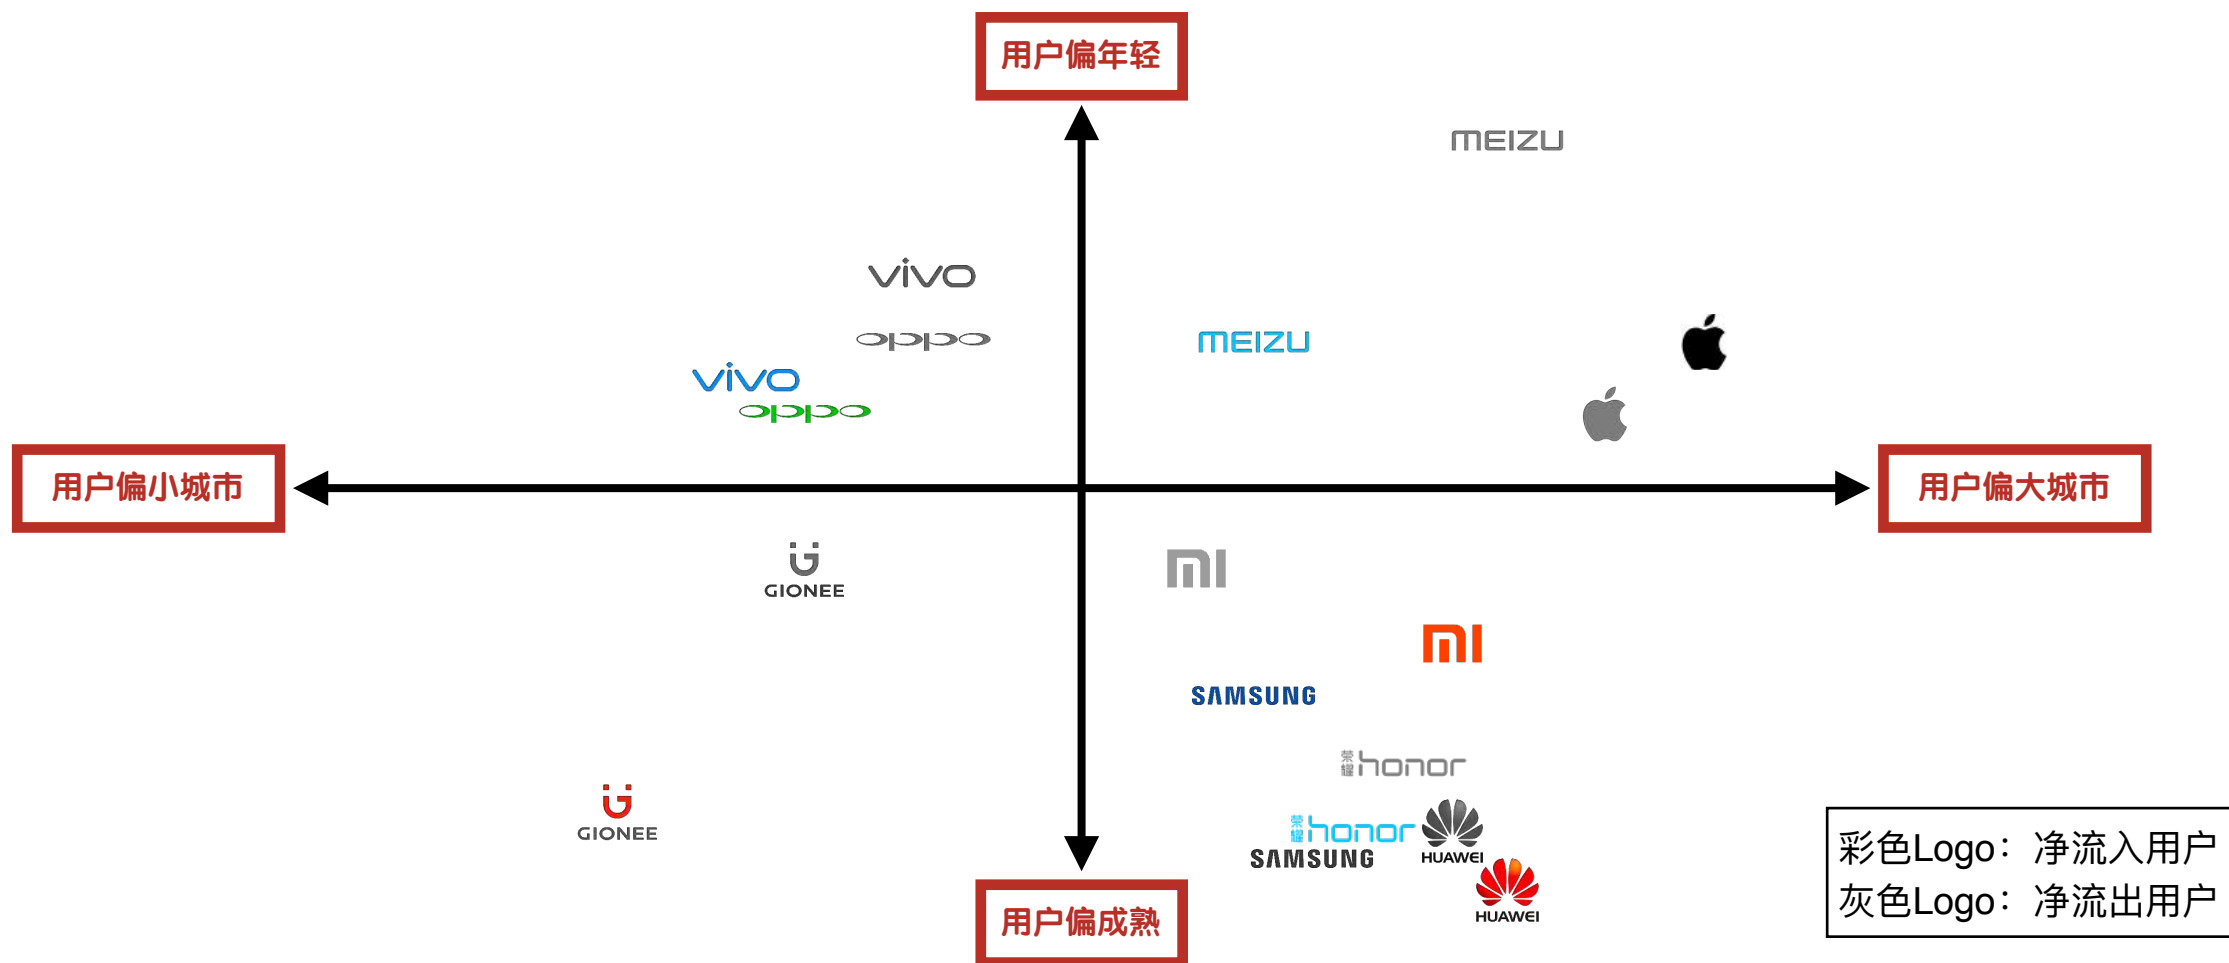 用户偏年轻
MEIZU
vivo
oppo
MEIZU
vivo
oppo
用户偏小城市
用户偏大城市
GIONEE
mi
mi
SAMSUNG
荣耀 honor
GIONEE
荣耀 honor
SAMSUNG
HUAWEI
HUAWEI
用户偏成熟
彩色Logo：净流入用户
灰色Logo：净流出用户